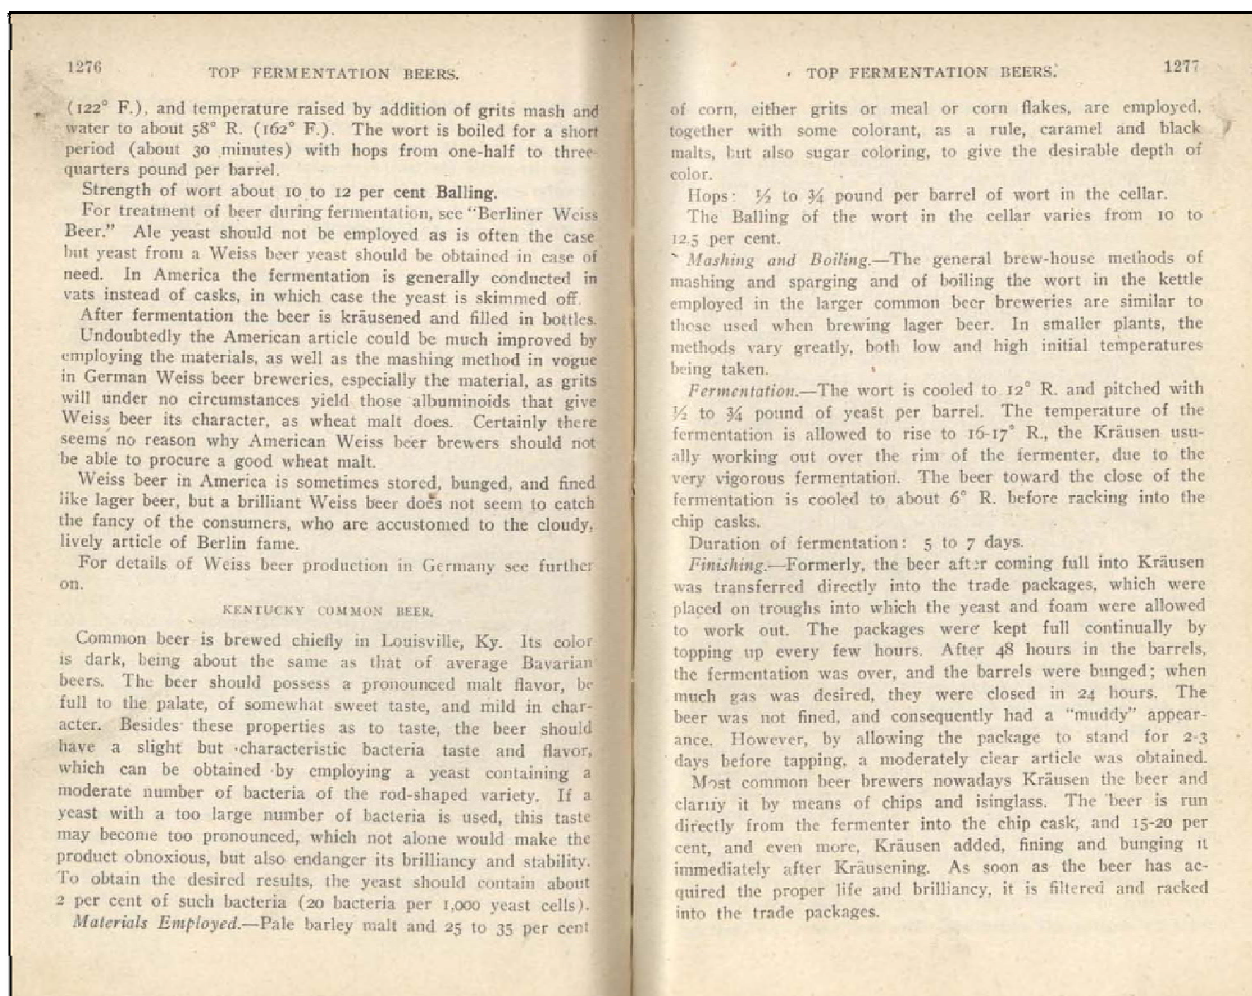 1276
TOP FERMENTATION BEERS.
(122° F.), and temperature raised by addition of grits mash and
water to about 58° R. (162° F.). The wort is boiled for a short
period (about 30 minutes) with hops from one-half to three-
quarters pound per barrel.
Strength of wort about 10 to 12 per cent Balling.
For treatment of beer during fermentation, see "Berliner Weiss
Beer." Ale yeast should not be employed as is often the case
but yeast from a Weiss beer yeast should be obtained in case of
need. In America the fermentation is generally conducted in
vats instead of casks, in which case the yeast is skimmed off.
After fermentation the beer is kräusened and filled in bottles.
Undoubtedly the American article could be much improved by
employing the materials, as well as the mashing method in vogue
in German Weiss beer breweries, especially the material, as grits
will under no circumstances yield those albuminoids that give
Weiss beer its character, as wheat malt does. Certainly there
seems no reason why American Weiss beer brewers should not
be able to procure a good wheat malt.
Weiss beer in America is sometimes stored, bunged, and fined
like lager beer, but a brilliant Weiss beer does not seem to catch
the fancy of the consumers, who are accustomed to the cloudy,
lively article of Berlin fame.
For details of Weiss beer production in Germany see further
on.
KENTUCKY COMMON BEER.
Common beer is brewed chiefly in Louisville, Ky. Its color
is dark, being about the same as that of average Bavarian
beers. The beer should possess a pronounced malt flavor, be
full to the palate, of somewhat sweet taste, and mild in char-
acter. Besides these properties as to taste, the beer should
have a slight but characteristic bacteria taste and flavor,
which can be obtained by employing a yeast containing a
moderate number of bacteria of the rod-shaped variety. If a
yeast with a too large number of bacteria is used, this taste
may become too pronounced, which not alone would make the
product obnoxious, but also endanger its brilliancy and stability.
To obtain the desired results, the yeast should contain about
2 per cent of such bacteria (20 bacteria per 1,000 yeast cells).
Materials Employed.—Pale barley malt and 25 to 35 per cent
TOP FERMENTATION BEERS.
1277
of corn, either grits or meal or corn flakes, are employed,
together with some colorant, as a rule, caramel and black
malts, but also sugar coloring, to give the desirable depth of
color.
Hops: ½ to ¾ pound per barrel of wort in the cellar.
The Balling of the wort in the cellar varies from 10 to
12.5 per cent.
Mashing and Boiling.—The general brew-house methods of
mashing and sparging and of boiling the wort in the kettle
employed in the larger common beer breweries are similar to
those used when brewing lager beer. In smaller plants, the
methods vary greatly, both low and high initial temperatures
being taken.
Fermentation.—The wort is cooled to 12° R. and pitched with
½ to ¾ pound of yeast per barrel. The temperature of the
fermentation is allowed to rise to 16-17° R., the Kräusen usu-
ally working out over the rim of the fermenter, due to the
very vigorous fermentation. The beer toward the close of the
fermentation is cooled to about 6° R. before racking into the
chip casks.
Duration of fermentation: 5 to 7 days.
Finishing.—Formerly, the beer after coming full into Kräusen
was transferred directly into the trade packages, which were
placed on troughs into which the yeast and foam were allowed
to work out. The packages were kept full continually by
topping up every few hours. After 48 hours in the barrels,
the fermentation was over, and the barrels were bunged; when
much gas was desired, they were closed in 24 hours. The
beer was not fined, and consequently had a "muddy" appear-
ance. However, by allowing the package to stand for 2-3
days before tapping, a moderately clear article was obtained.
Most common beer brewers nowadays Kräusen the beer and
clarify it by means of chips and isinglass. The beer is run
directly from the fermenter into the chip cask, and 15-20 per
cent, and even more, Kräusen added, fining and bunging it
immediately after Kräusening. As soon as the beer has ac-
quired the proper life and brilliancy, it is filtered and racked
into the trade packages.